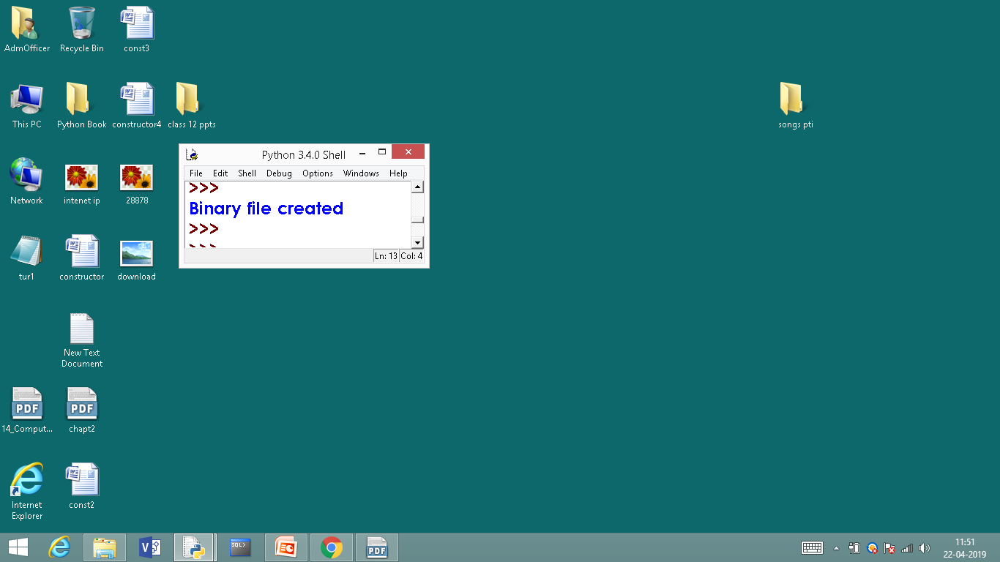 AdmOfficer
Recycle Bin
const3
This PC
Python Book
constructor4
class 12 ppts
songs pti
Python 3.4.0 Shell
File Edit Shell Debug Options Windows Help
>>>
Binary file created
>>>
>>>
Ln: 13 Col: 4
Network
intenet ip
28878
tur1
constructor
download
New Text
Document
PDF
14_Comput...
PDF
chapt2
Internet
Explorer
const2
SQL>
PDF
11:51
22-04-2019